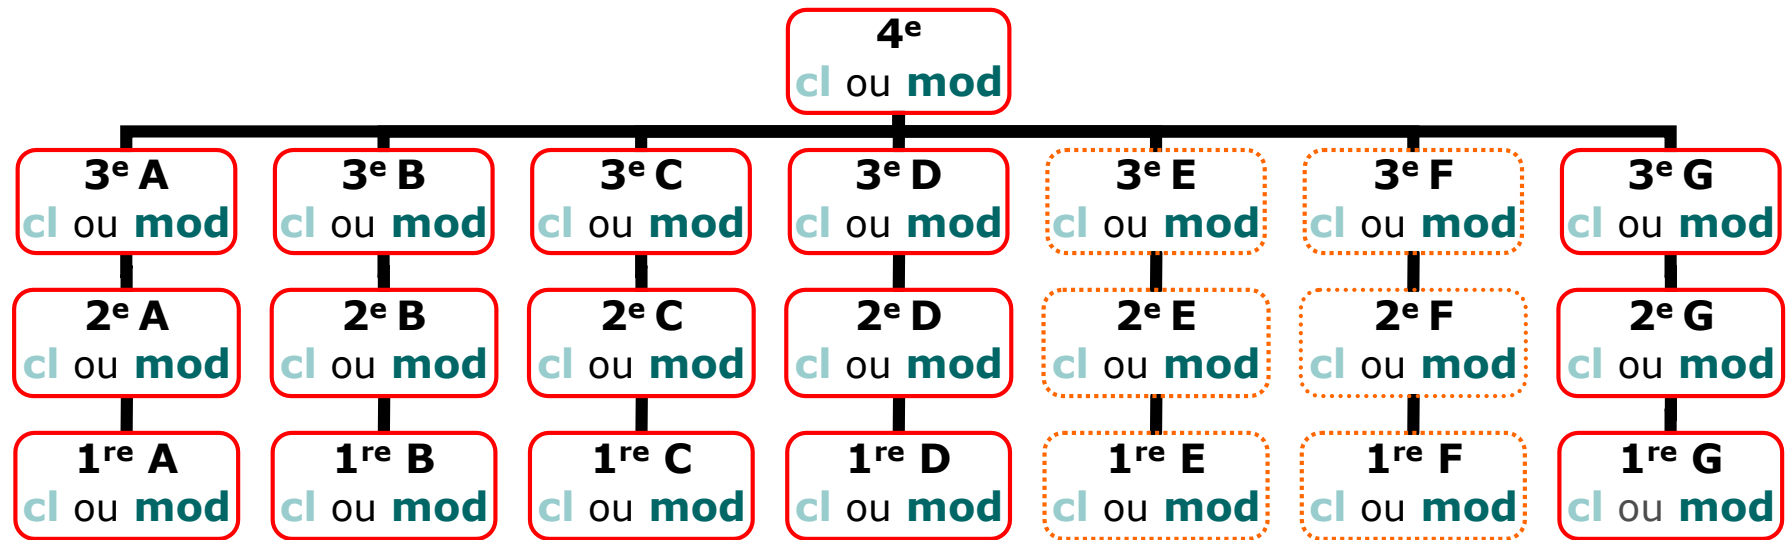 4e
cl ou mod
3e A
cl ou mod
3e B
cl ou mod
3e C
cl ou mod
3e D
cl ou mod
3e E
cl ou mod
3e F
cl ou mod
3e G
cl ou mod
2e A
cl ou mod
2e B
cl ou mod
2e C
cl ou mod
2e D
cl ou mod
2e E
cl ou mod
2e F
cl ou mod
2e G
cl ou mod
1re A
cl ou mod
1re B
cl ou mod
1re C
cl ou mod
1re D
cl ou mod
1re E
cl ou mod
1re F
cl ou mod
1re G
cl ou mod